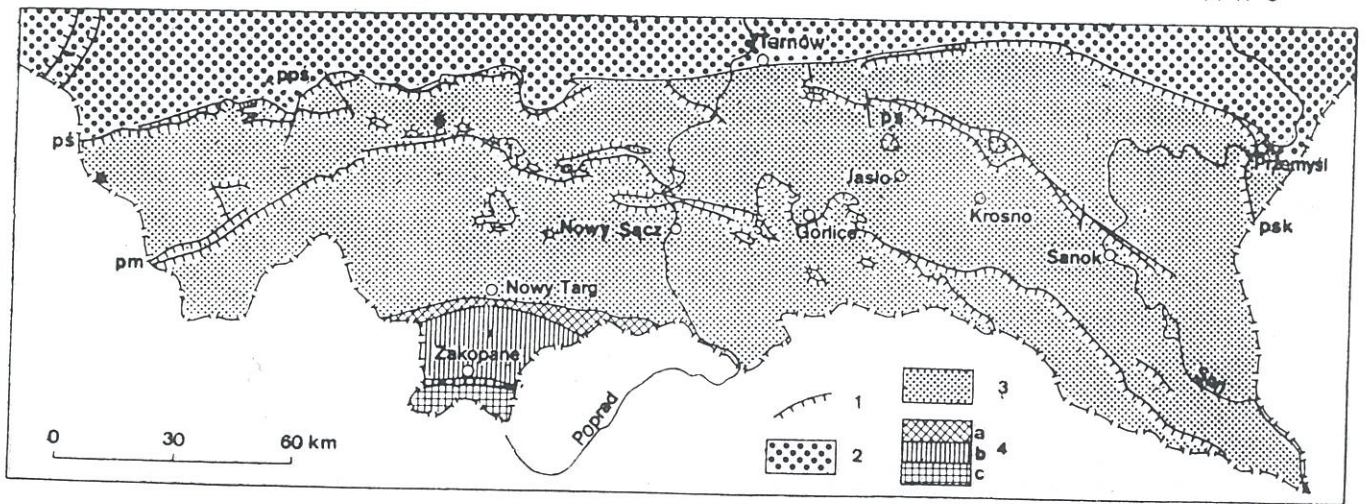 Tarnów
pps
pś
Przemyśl
Jasło
Krosno
psk
Nowy Sącz
Gorlice
Sanok
pm
Nowy Targ
Zakopane
San
Poprad
0 30 60 km
1
2
3
a
b 4
c